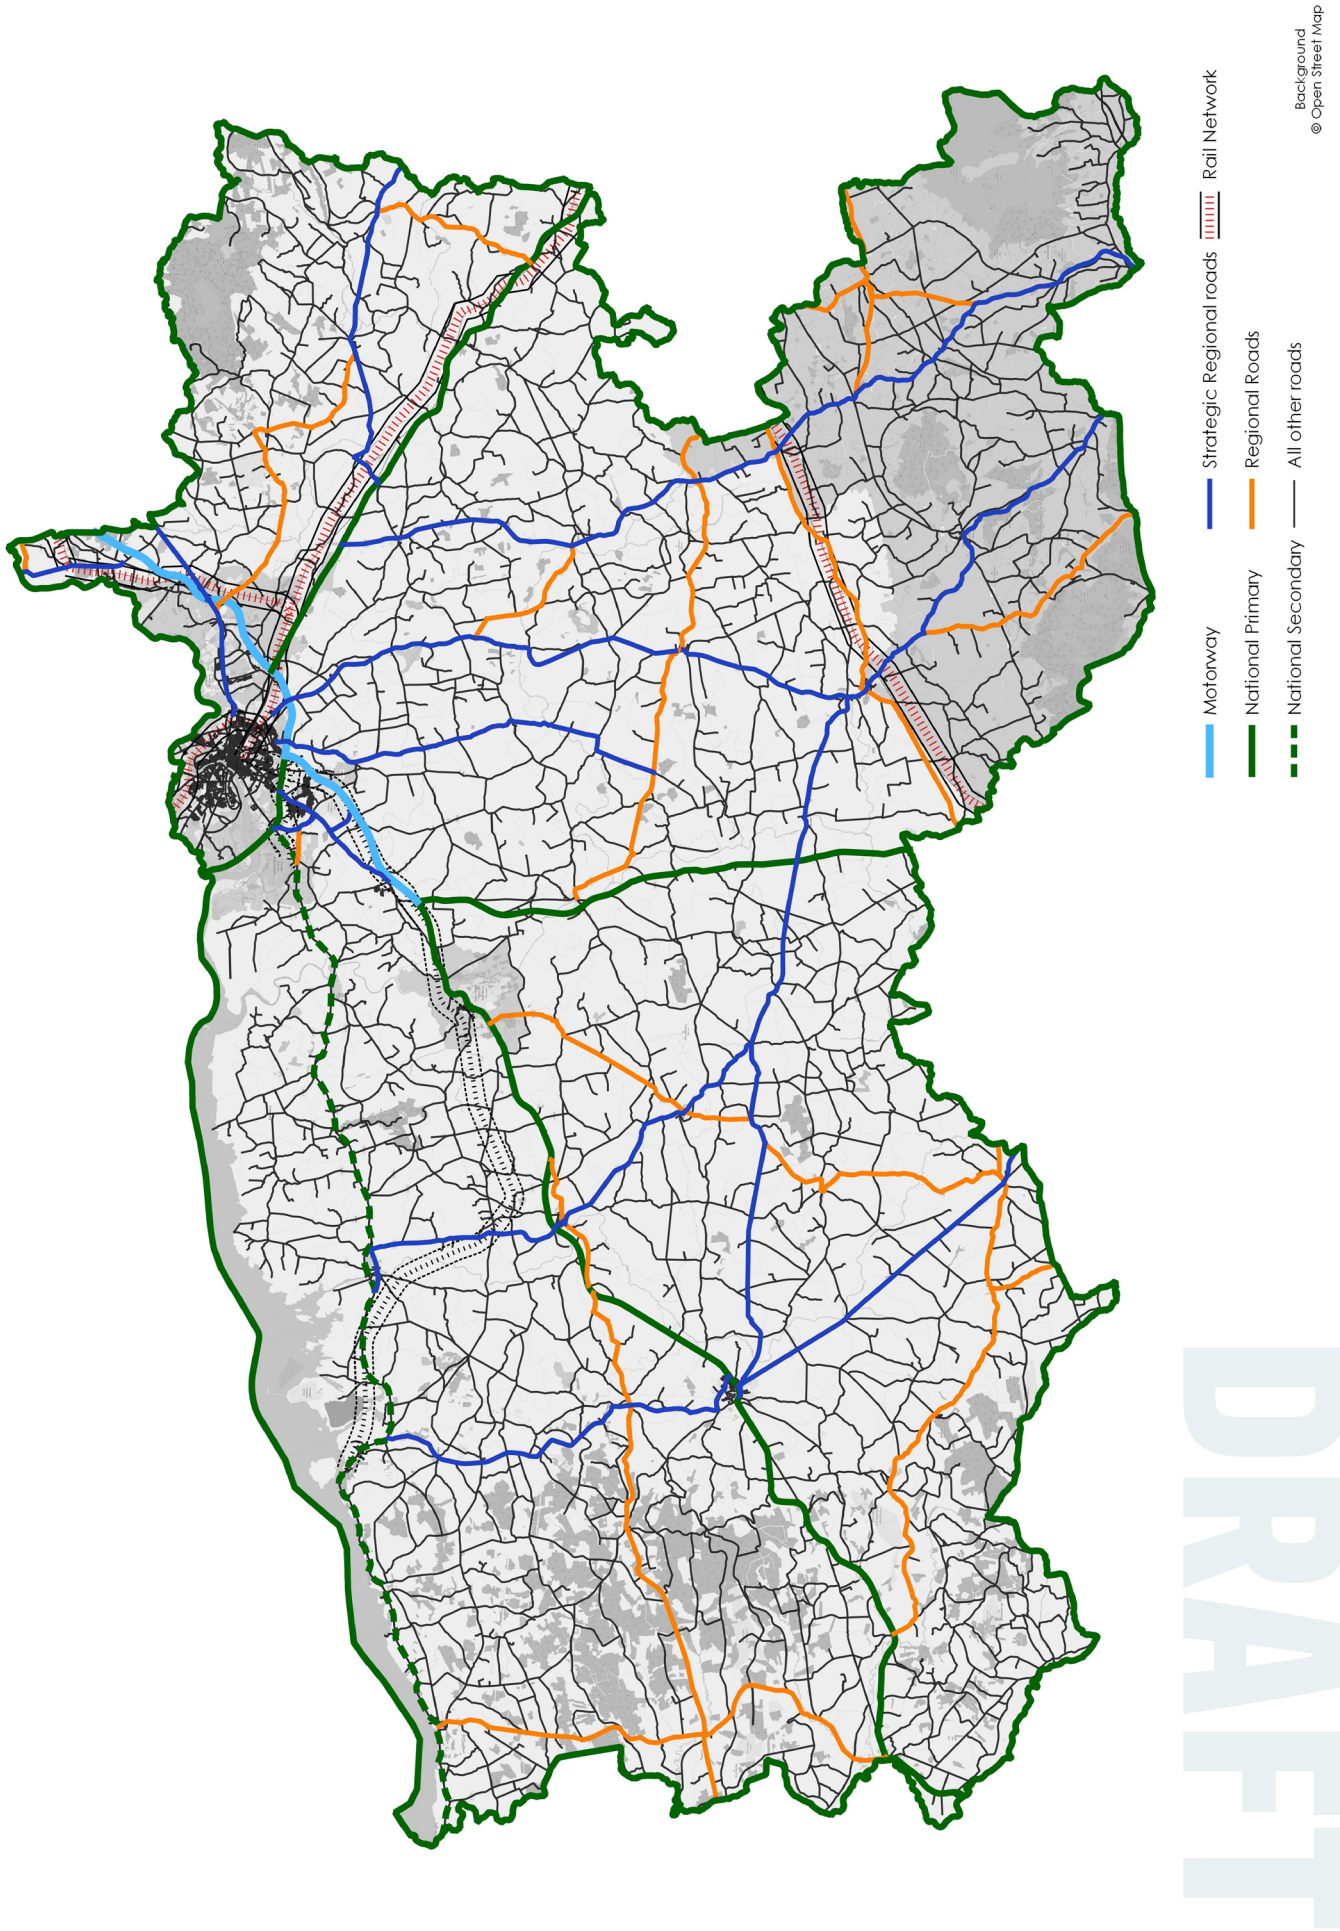 Motorway
National Primary
National Secondary
Strategic Regional roads
Regional Roads
All other roads
Rail Network
Background
© Open Street Map
DRAFT